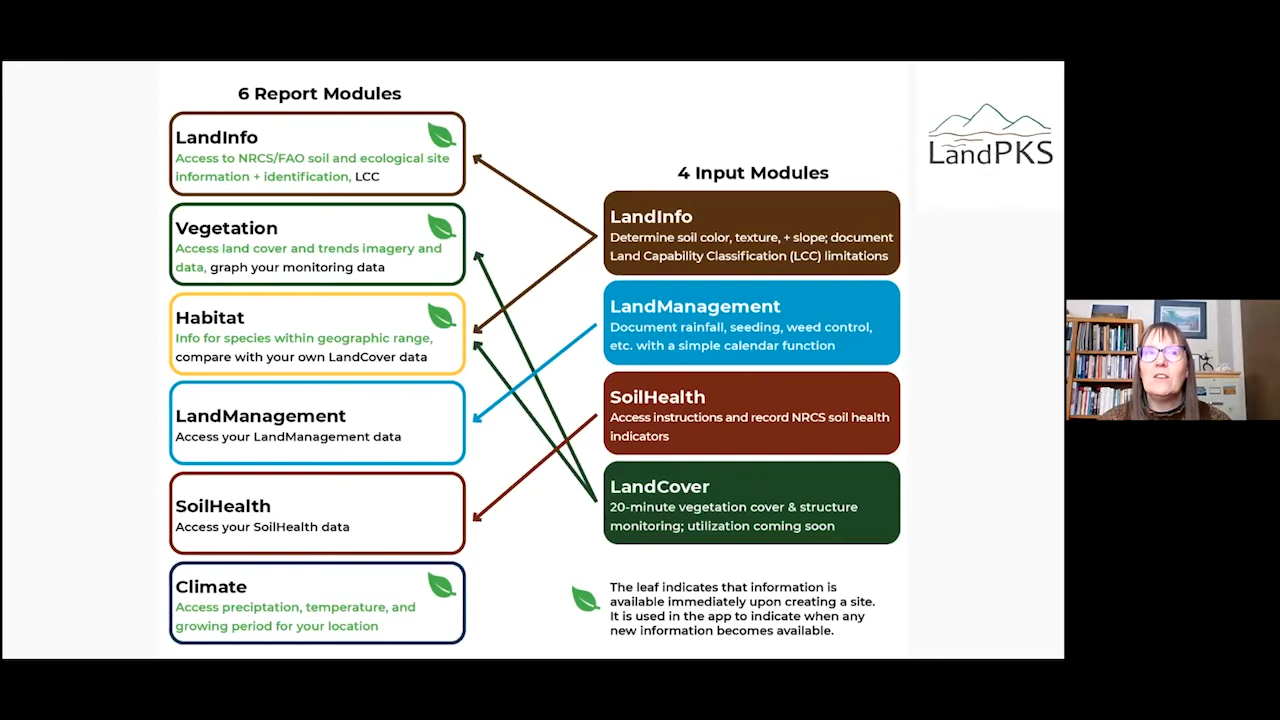 6 Report Modules
LandInfo
Access to NRCS/FAO soil and ecological site
information + identification, LCC
Vegetation
Access land cover and trends imagery and
data, graph your monitoring data
Habitat
Info for species within geographic range,
compare with your own LandCover data
LandManagement
Access your LandManagement data
SoilHealth
Access your SoilHealth data
Climate
Access preciptation, temperature, and
growing period for your location
4 Input Modules
LandInfo
Determine soil color, texture, + slope; document
Land Capability Classification (LCC) limitations
LandManagement
Document rainfall, seeding, weed control,
etc. with a simple calendar function
SoilHealth
Access instructions and record NRCS soil health
indicators
LandCover
20-minute vegetation cover & structure
monitoring; utilization coming soon
The leaf indicates that information is
available immediately upon creating a site.
It is used in the app to indicate when any
new information becomes available.
LandPKS